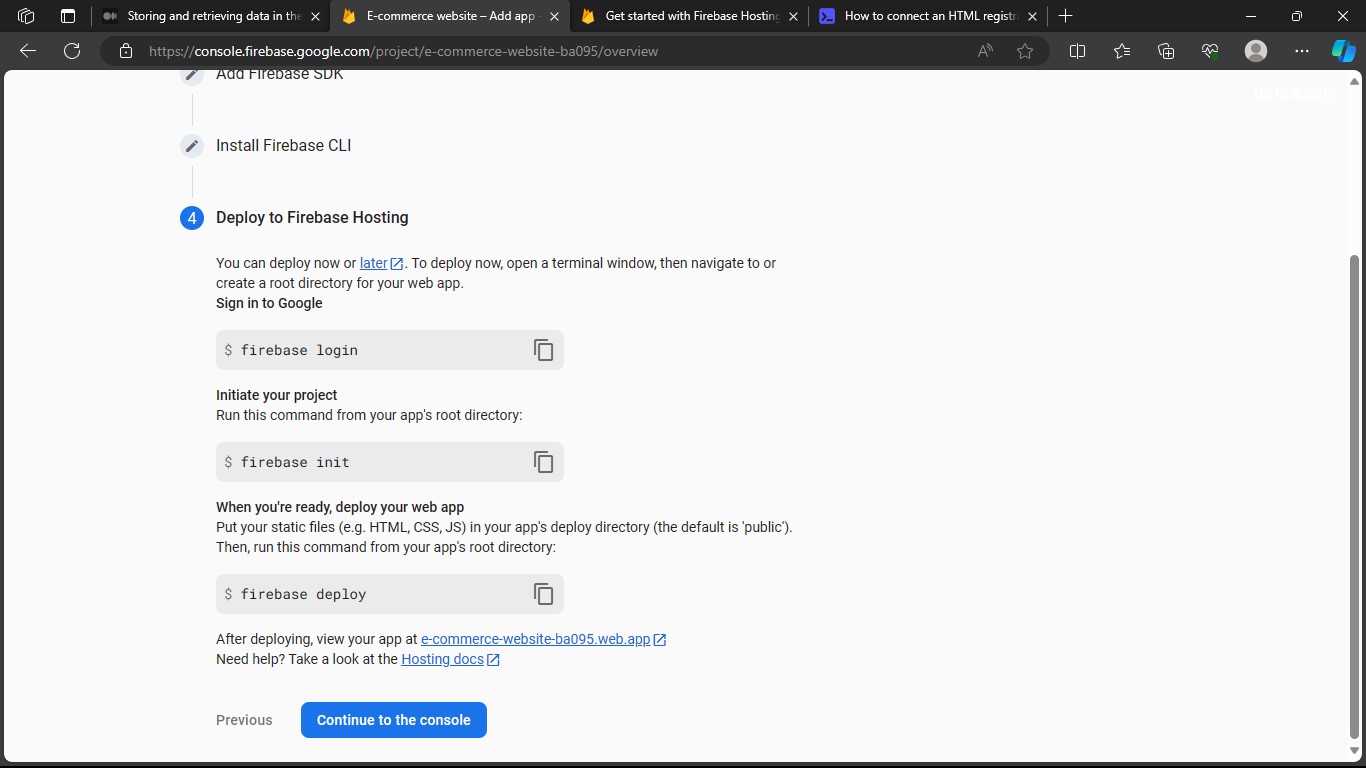 Storing and retrieving data in the
E-commerce website – Add app -
Get started with Firebase Hosting
How to connect an HTML registra
https://console.firebase.google.com/project/e-commerce-website-ba095/overview
Add Firebase SDK
Go to docs
Install Firebase CLI
4 Deploy to Firebase Hosting
You can deploy now or later. To deploy now, open a terminal window, then navigate to or
create a root directory for your web app.
Sign in to Google
$ firebase login
Initiate your project
Run this command from your app's root directory:
$ firebase init
When you're ready, deploy your web app
Put your static files (e.g. HTML, CSS, JS) in your app's deploy directory (the default is 'public').
Then, run this command from your app's root directory:
$ firebase deploy
After deploying, view your app at e-commerce-website-ba095.web.app
Need help? Take a look at the Hosting docs
Previous
Continue to the console